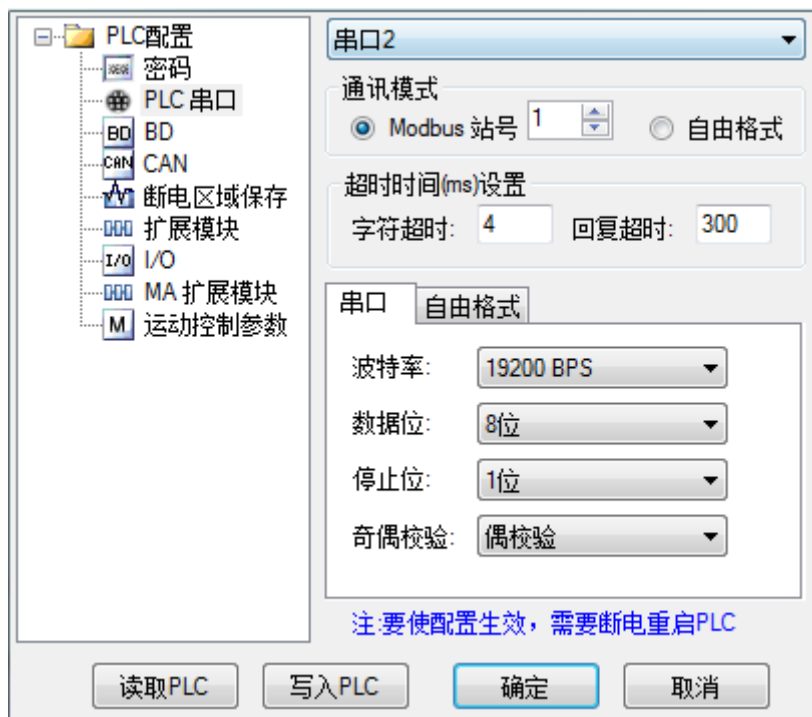 PLC配置
密码
PLC 串口
BD BD
CAN CAN
断电区域保存
扩展模块
I/O I/O
MA 扩展模块
M 运动控制参数
串口2
通讯模式
Modbus 站号 1 自由格式
超时时间(ms)设置
字符超时: 4 回复超时: 300
串口 自由格式
波特率: 19200 BPS
数据位: 8位
停止位: 1位
奇偶校验: 偶校验
注:要使配置生效，需要断电重启PLC
读取PLC 写入PLC 确定 取消